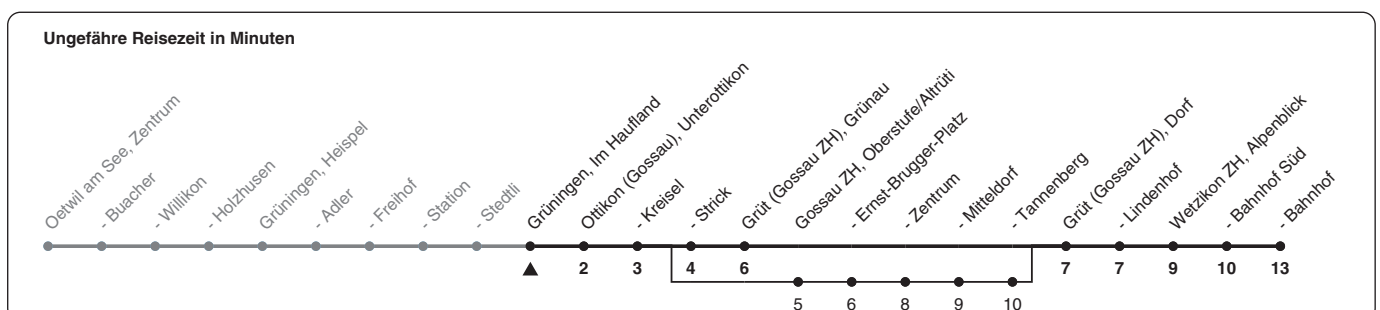 Ungefähre Reisezeit in Minuten
Oetwil am See, Zentrum
- Buacher
- Willikon
- Holzhusen
Grüningen, Heispel
- Adler
- Freihof
- Station
- Stedtli
Grüningen, Im Haufland
Ottikon (Gossau), Unterottikon
- Kreisel
- Strick
Grüt (Gossau ZH), Grünau
Gossau ZH, Oberstufe/Altrüti
- Ernst-Brugger-Platz
- Zentrum
- Mitteldorf
- Tannenberg
Grüt (Gossau ZH), Dorf
- Lindenhof
Wetzikon ZH, Alpenblick
- Bahnhof Süd
- Bahnhof
2 3 4 6 7 7 9 10 13
5 6 8 9 10